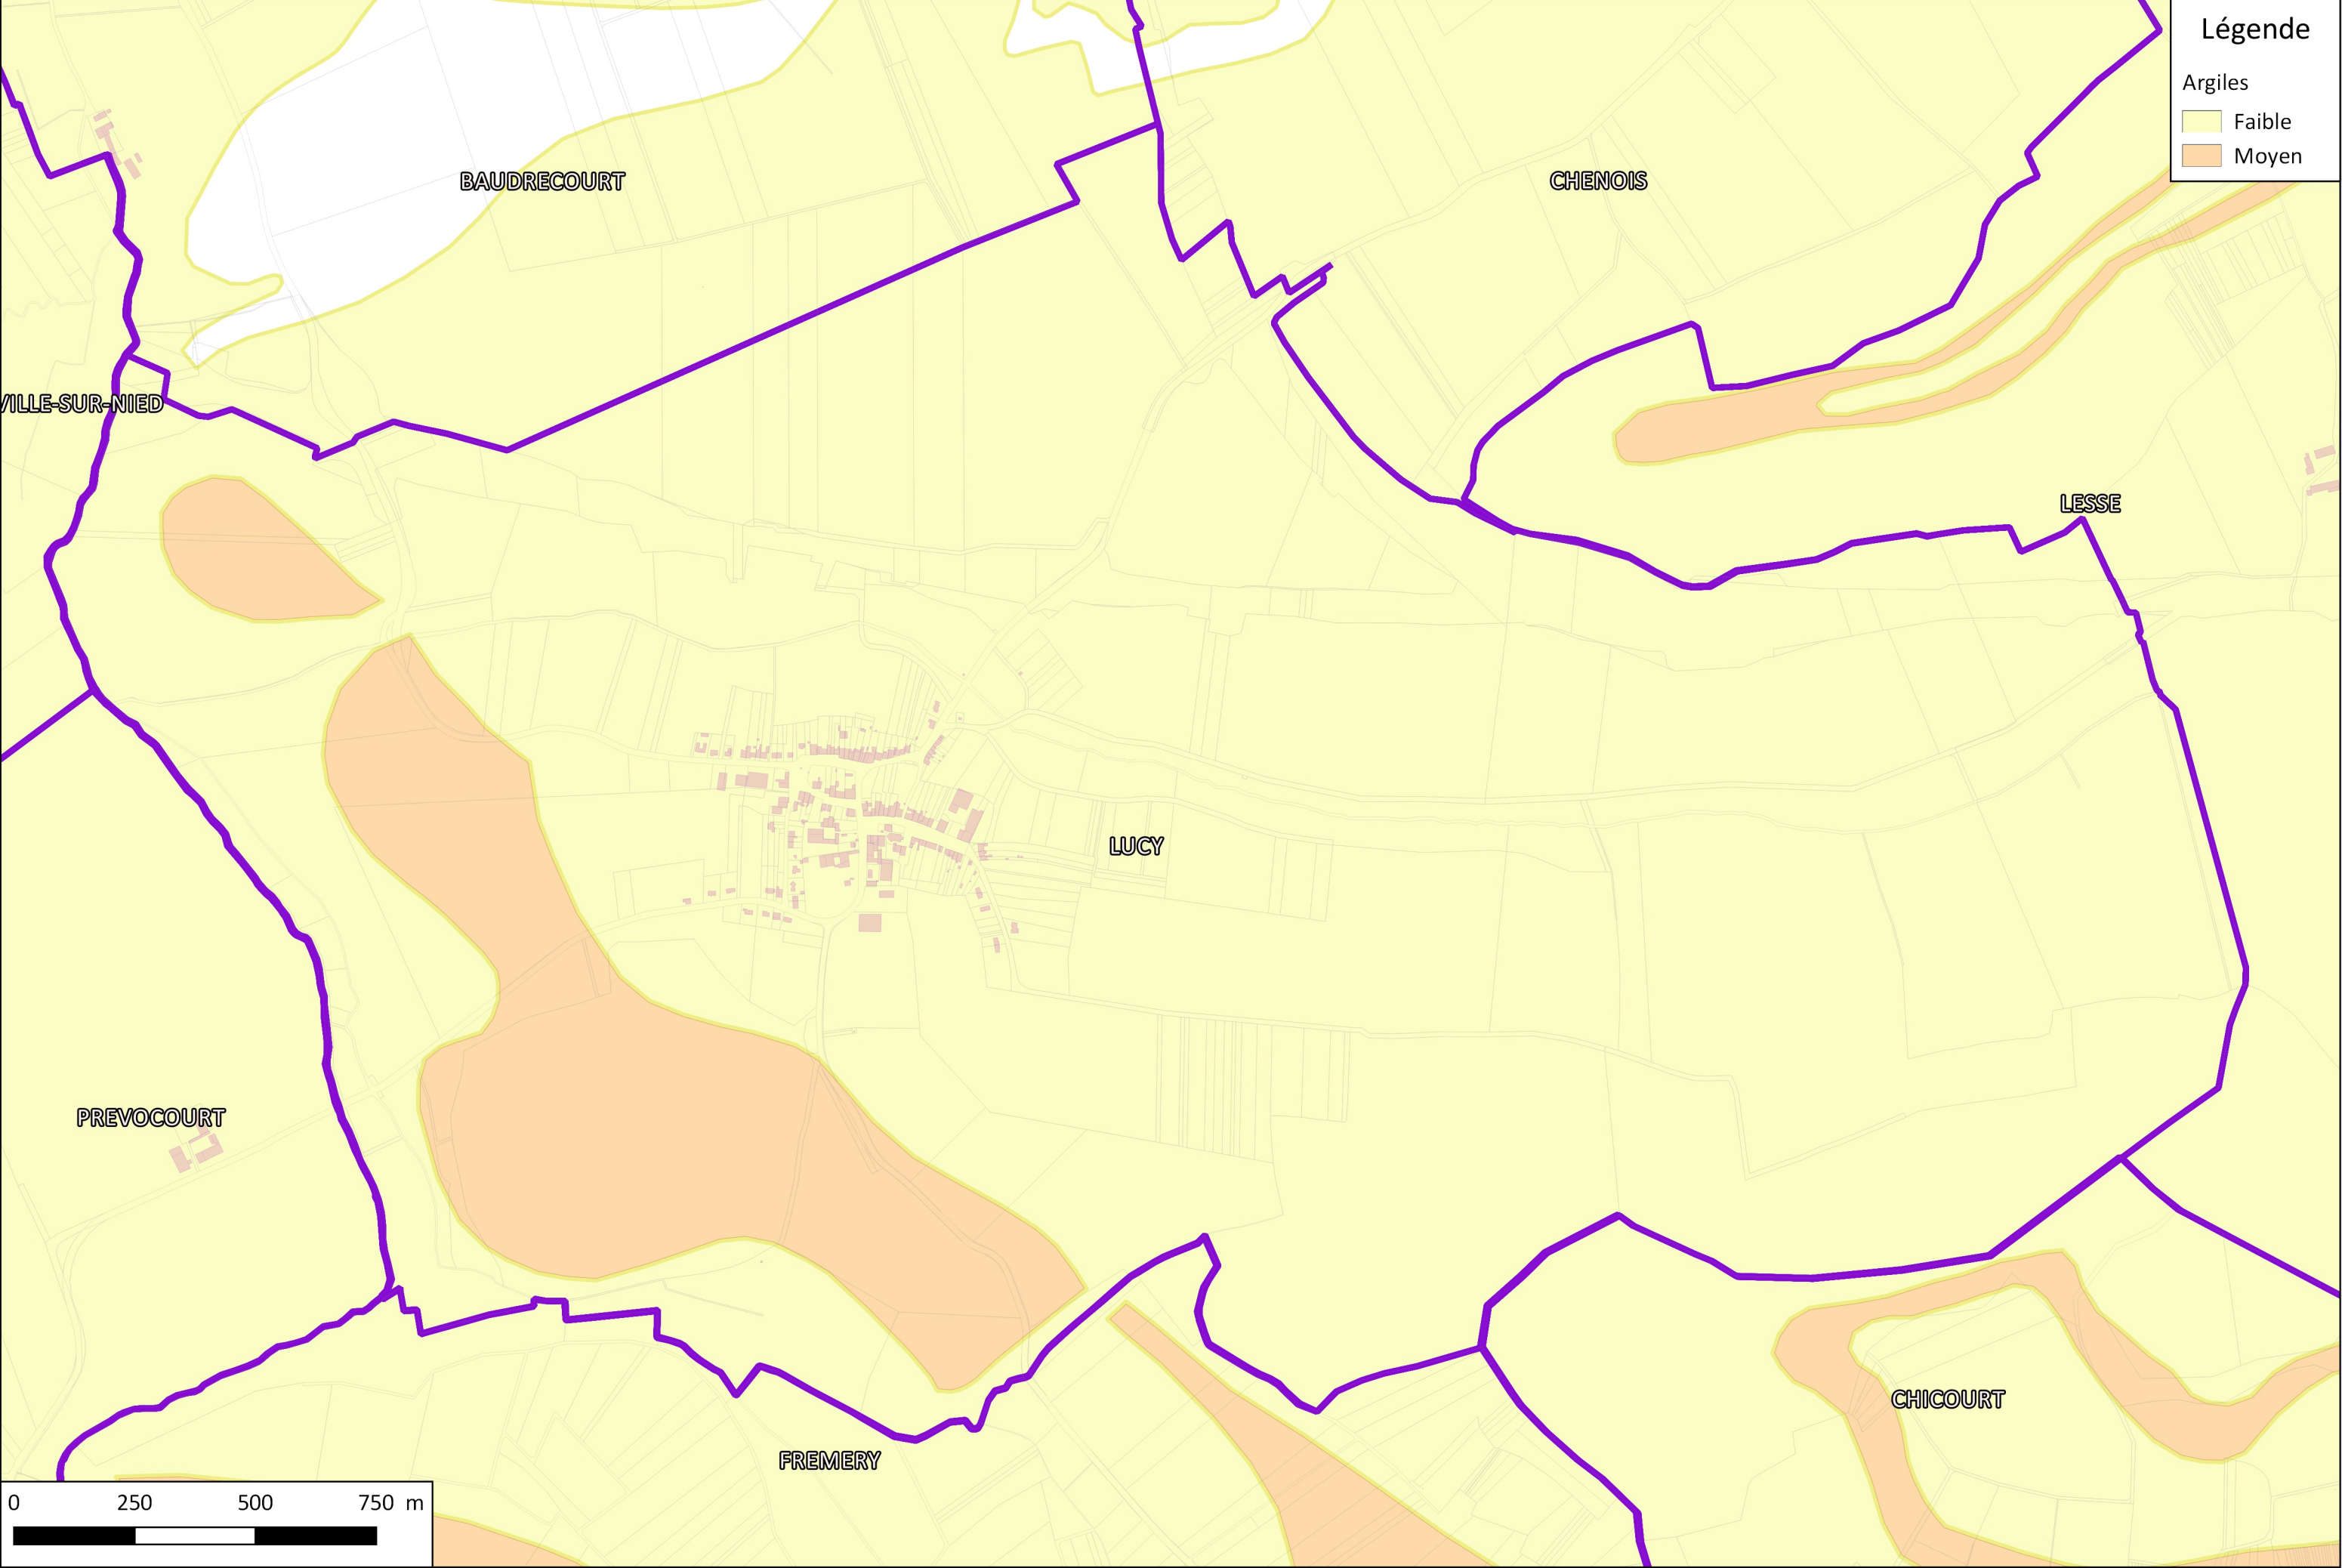 Légende
Argiles
Faible
Moyen
BAUDRECOURT
CHENOIS
VILLE-SUR-NIED
LESSE
LUCY
PREVOCOURT
CHICOURT
FREMERY
0 250 500 750 m